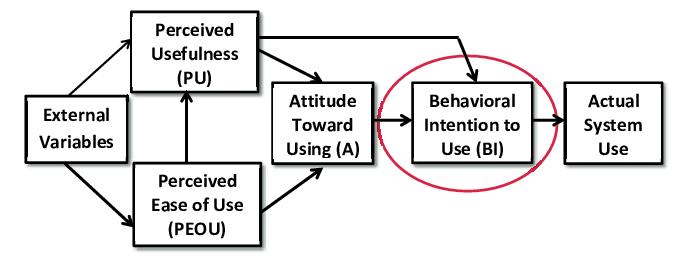 Perceived
Usefulness
(PU)
External
Variables
Perceived
Ease of Use
(PEOU)
Attitude
Toward
Using (A)
Behavioral
Intention to
Use (BI)
Actual
System
Use